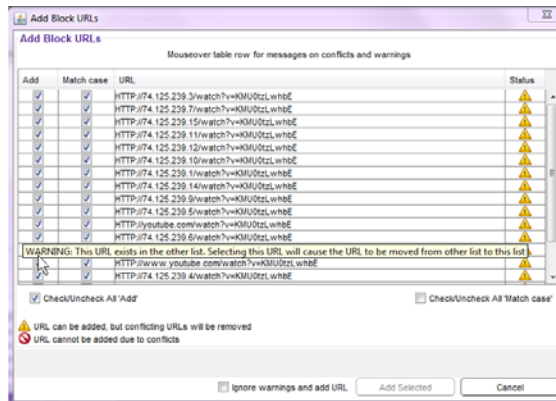 Add Block URLs
Add Block URLs
Mouseover table row for messages on conflicts and warnings
Add Match case URL Status
HTTP://74.125.239.3/watch?v=KMU0tzLwhbE
HTTP://74.125.239.7/watch?v=KMU0tzLwhbE
HTTP://74.125.239.15/watch?v=KMU0tzLwhbE
HTTP://74.125.239.11/watch?v=KMU0tzLwhbE
HTTP://74.125.239.12/watch?v=KMU0tzLwhbE
HTTP://74.125.239.10/watch?v=KMU0tzLwhbE
HTTP://74.125.239.1/watch?v=KMU0tzLwhbE
HTTP://74.125.239.14/watch?v=KMU0tzLwhbE
HTTP://74.125.239.9/watch?v=KMU0tzLwhbE
HTTP://74.125.239.5/watch?v=KMU0tzLwhbE
HTTP://youtube.com/watch?v=KMU0tzLwhbE
HTTP://74.125.239.6/watch?v=KMU0tzLwhbE
WARNING: This URL exists in the other list. Selecting this URL will cause the URL to be moved from other list to this list
HTTP://www.youtube.com/watch?v=KMU0tzLwhbE
HTTP://74.125.239.4/watch?v=KMU0tzLwhbE
Check/Uncheck All 'Add' Check/Uncheck All 'Match case'
URL can be added, but conflicting URLs will be removed
URL cannot be added due to conflicts
Ignore warnings and add URL Add Selected Cancel